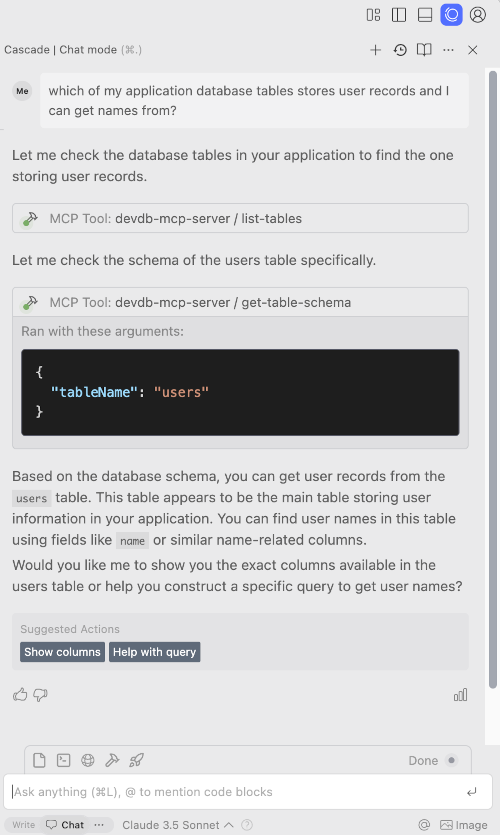 Cascade | Chat mode (⌘.)
Me
which of my application database tables stores user records and I
can get names from?
Let me check the database tables in your application to find the one
storing user records.
MCP Tool: devdb-mcp-server / list-tables
Let me check the schema of the users table specifically.
MCP Tool: devdb-mcp-server / get-table-schema
Ran with these arguments:
{
"tableName": "users"
}
Based on the database schema, you can get user records from the
users table. This table appears to be the main table storing user
information in your application. You can find user names in this table
using fields like name or similar name-related columns.
Would you like me to show you the exact columns available in the
users table or help you construct a specific query to get user names?
Suggested Actions
Show columns Help with query
Done
Ask anything (⌘L), @ to mention code blocks
Write Chat ... Claude 3.5 Sonnet @ Image